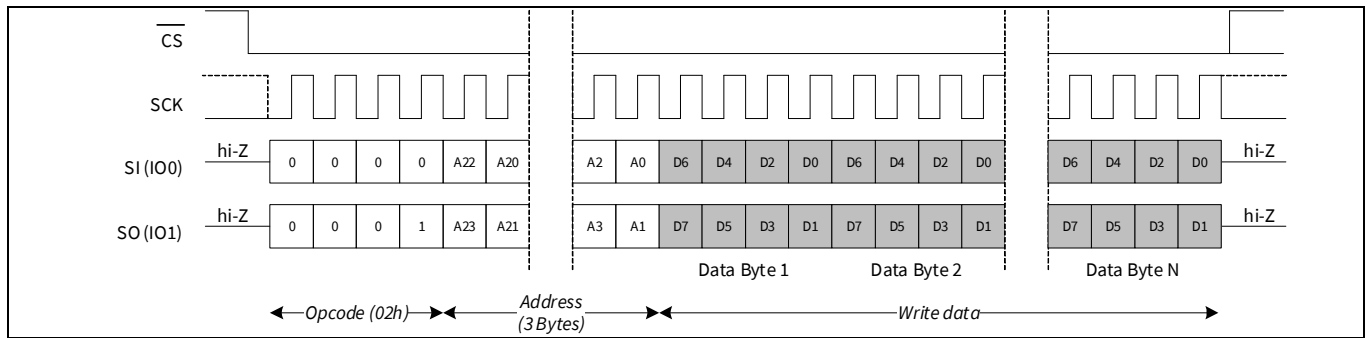 CS
SCK
SI (IO0) hi-Z 0 0 0 0 A22 A20 A2 A0 D6 D4 D2 D0 D6 D4 D2 D0 D6 D4 D2 D0 hi-Z
SO (IO1) hi-Z 0 0 0 1 A23 A21 A3 A1 D7 D5 D3 D1 D7 D5 D3 D1 D7 D5 D3 D1 hi-Z
Data Byte 1 Data Byte 2 Data Byte N
Opcode (02h) Address Write data
(3 Bytes)